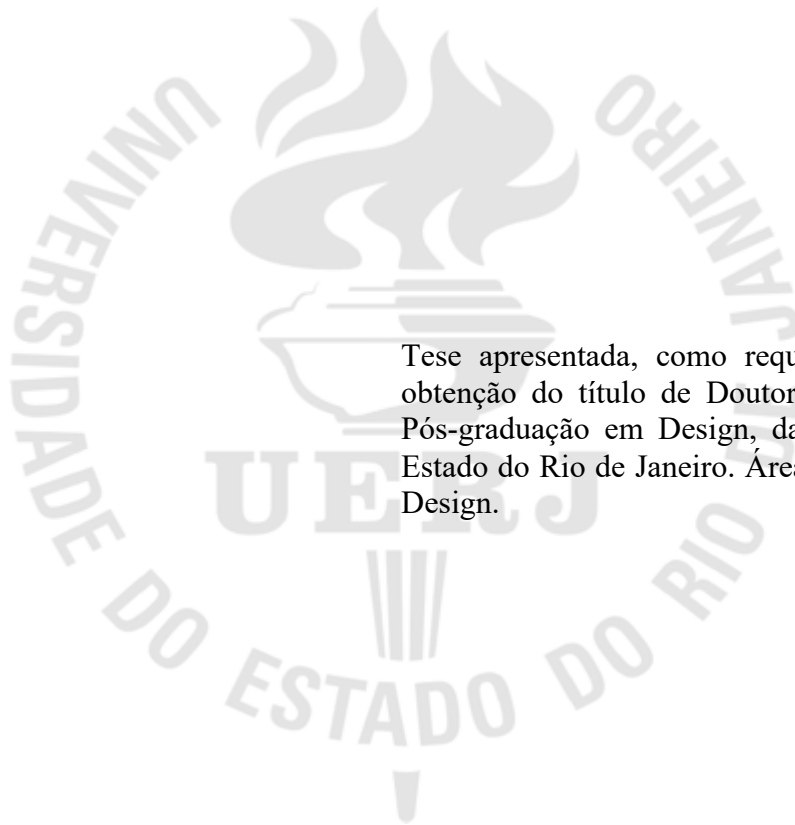 UNIVERSIDADE DO ESTADO DO RIO DE JANEIRO
UERJ
Tese apresentada, como requ
obtenção do título de Doutor
Pós-graduação em Design, da
Estado do Rio de Janeiro. Área
Design.